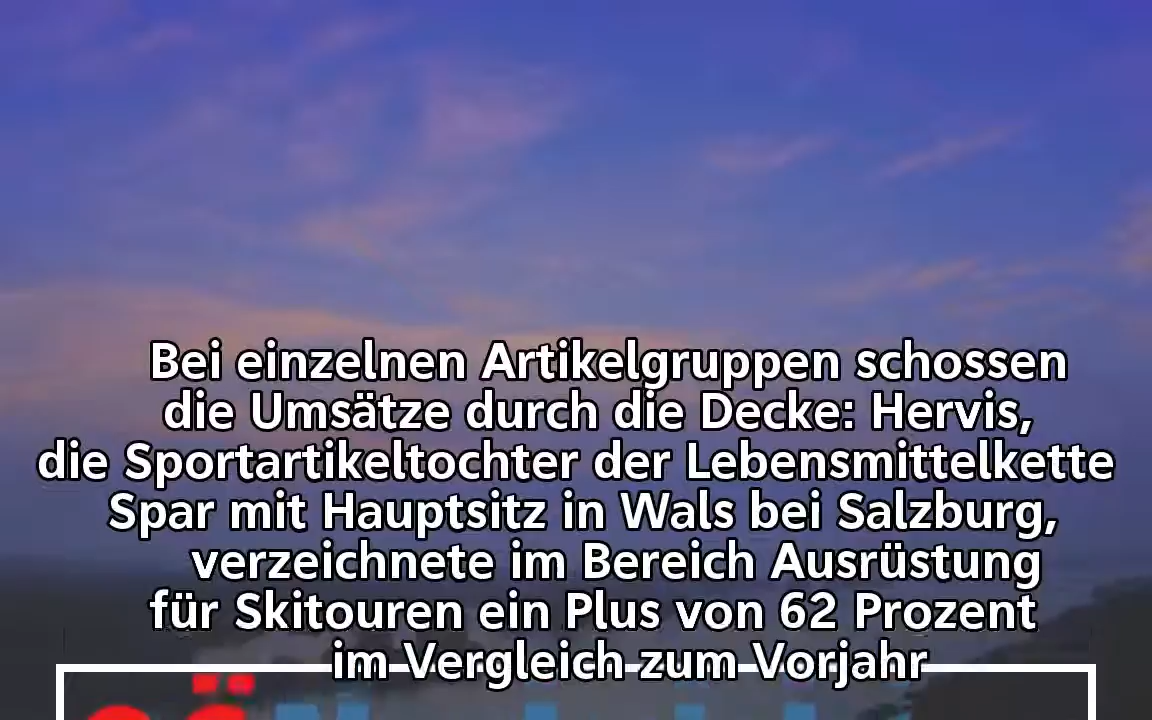 Bei einzelnen Artikelgruppen schossen
die Umsätze durch die Decke: Hervis,
die Sportartikeltochter der Lebensmittelkette
Spar mit Hauptsitz in Wals bei Salzburg,
verzeichnete im Bereich Ausrüstung
für Skitouren ein Plus von 62 Prozent
im Vergleich zum Vorjahr